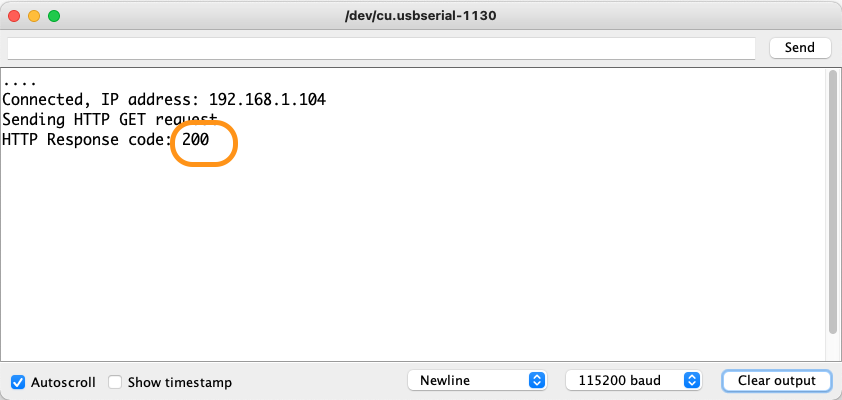 /dev/cu.usbserial-1130
Send
....
Connected, IP address: 192.168.1.104
Sending HTTP GET request
HTTP Response code: 200
Autoscroll Show timestamp Newline 115200 baud Clear output